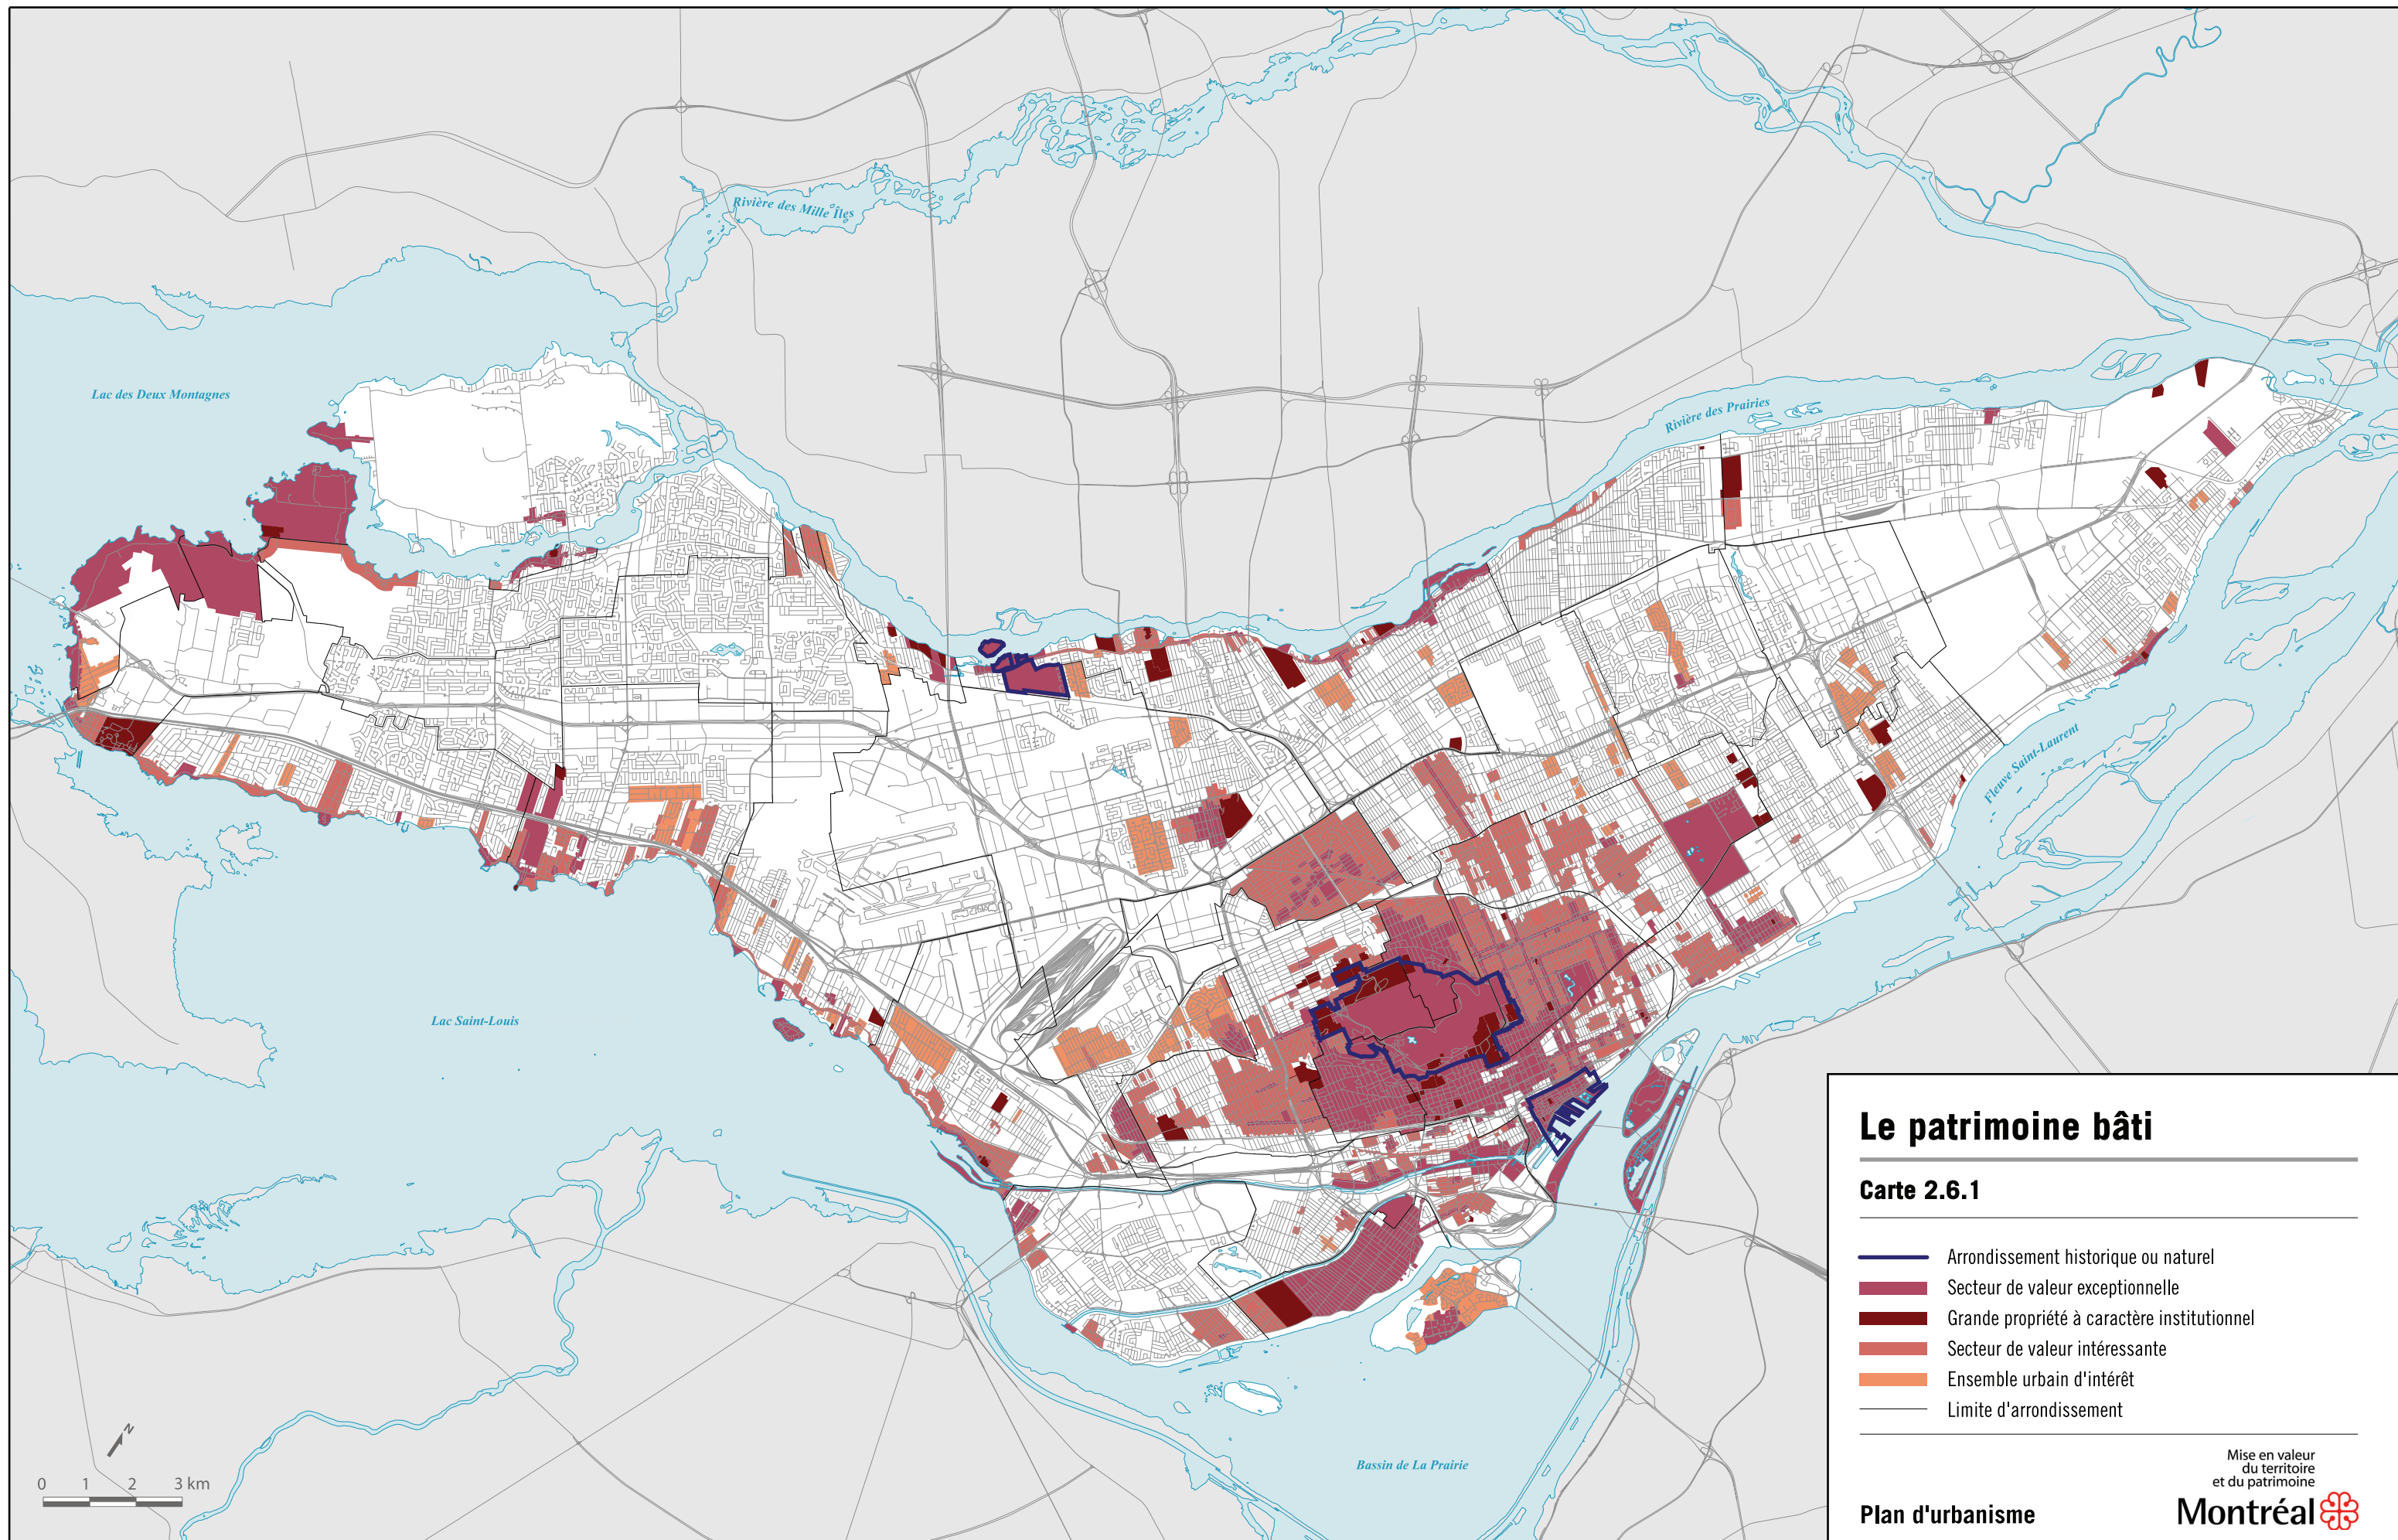 Rivière des Mille Îles
Lac des Deux Montagnes
Rivière des Prairies
Fleuve Saint-Laurent
Lac Saint-Louis
Bassin de La Prairie
N
0 1 2 3 km
Le patrimoine bâti
Carte 2.6.1
Arrondissement historique ou naturel
Secteur de valeur exceptionnelle
Grande propriété à caractère institutionnel
Secteur de valeur intéressante
Ensemble urbain d'intérêt
Limite d'arrondissement
Mise en valeur
du territoire
et du patrimoine
Plan d'urbanisme
Montréal